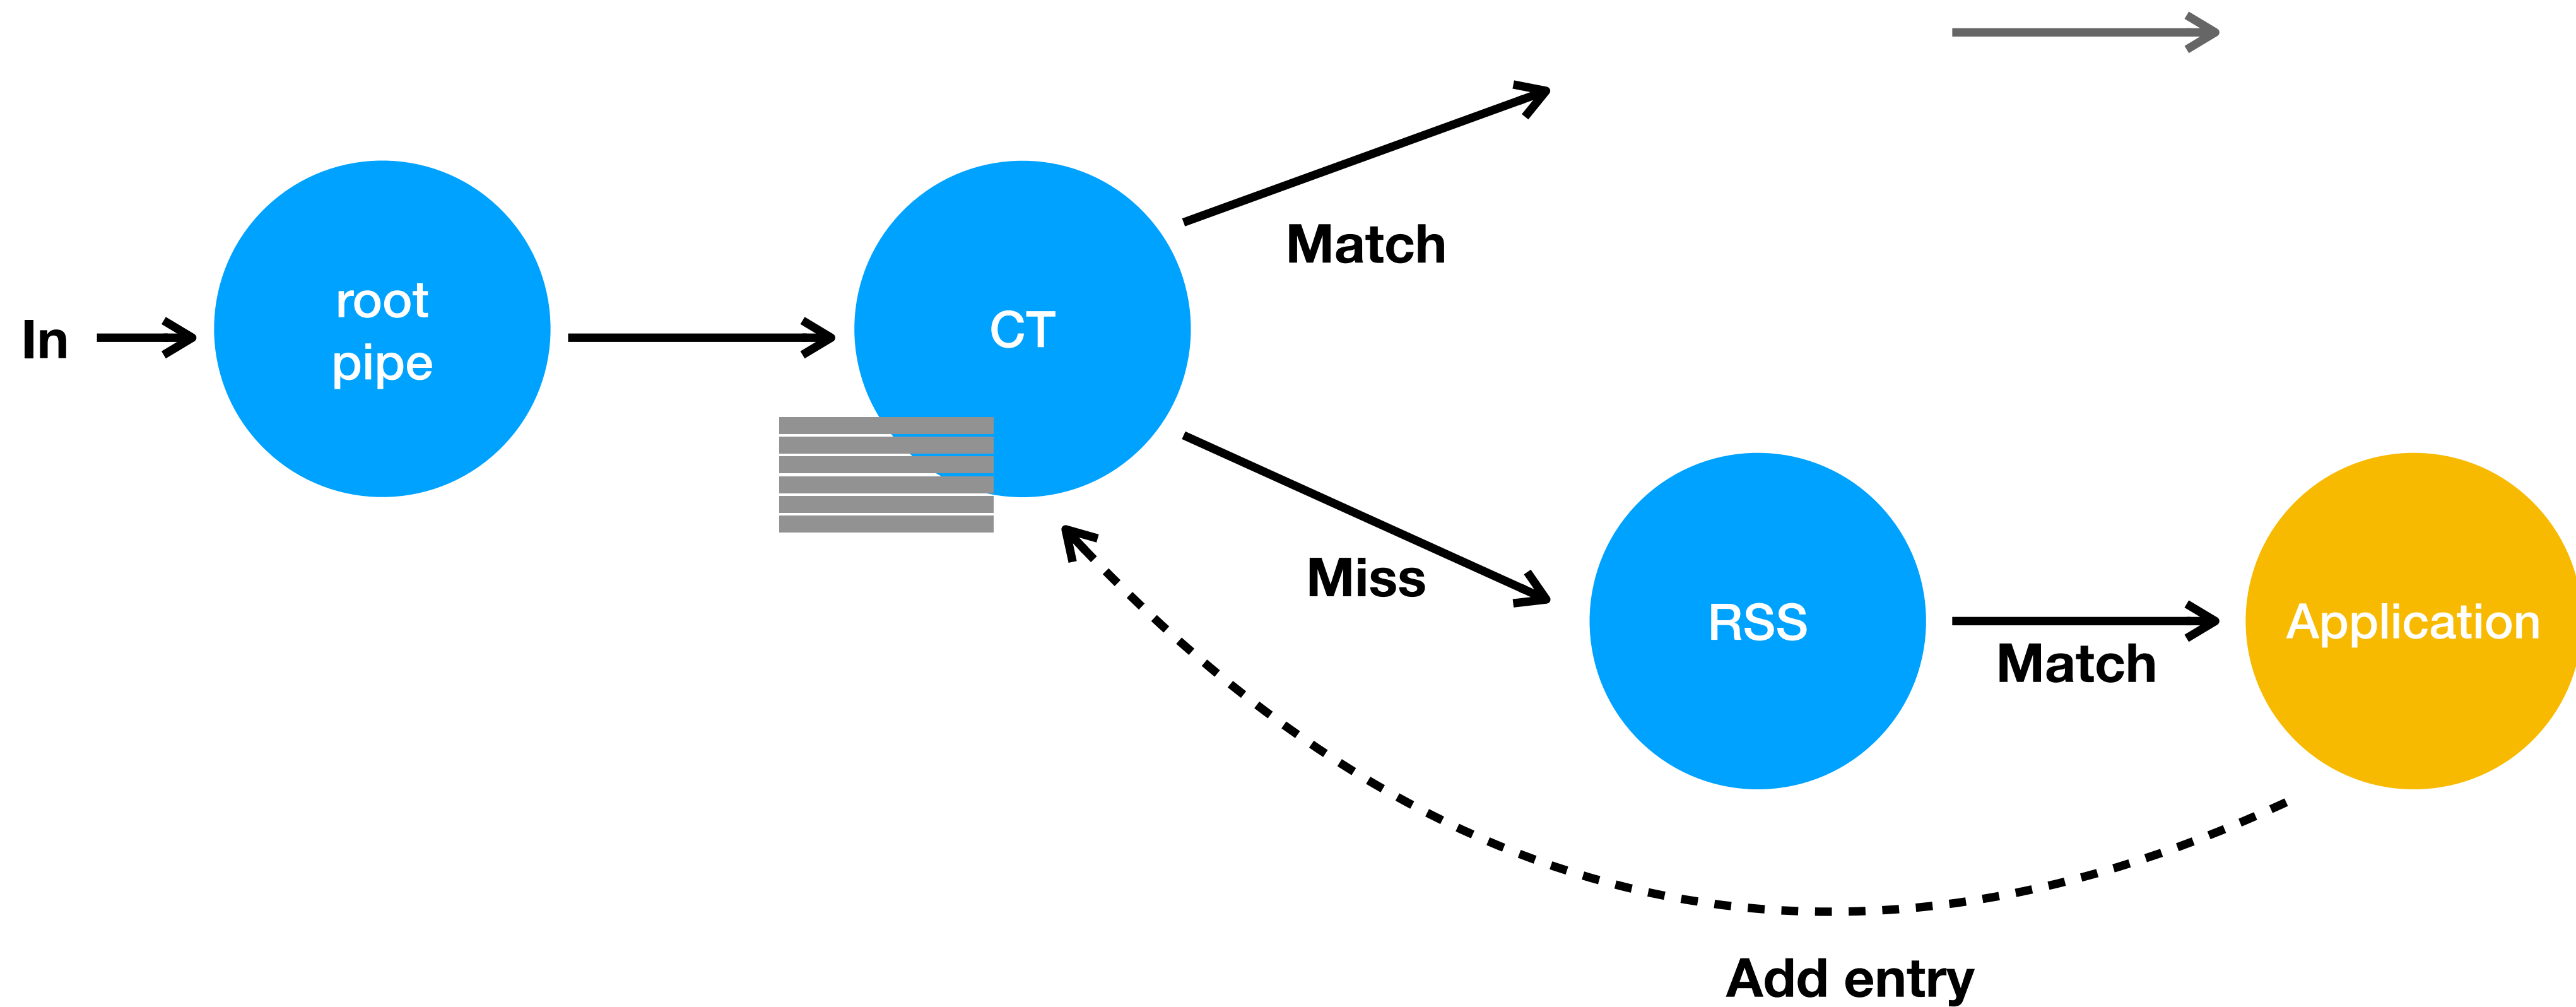 In
root
pipe
CT
Match
Miss
RSS
Match
Application
Add entry